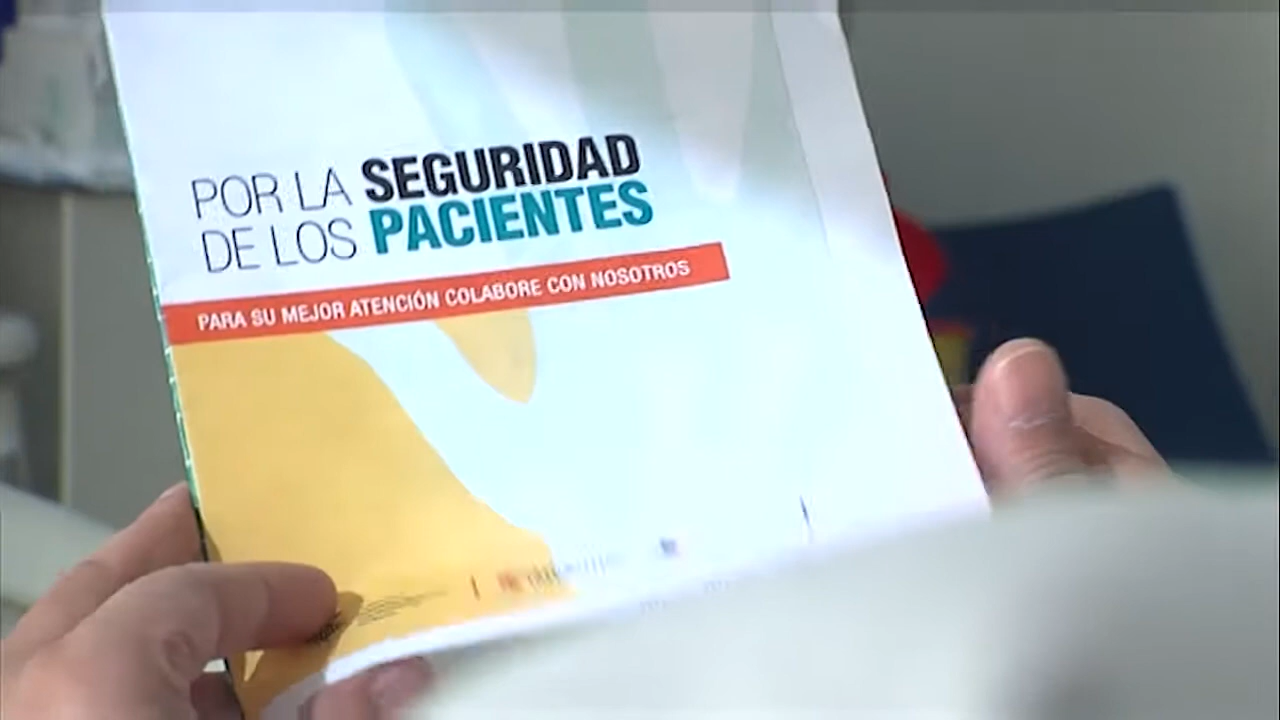 POR LA SEGURIDAD
DE LOS PACIENTES
PARA SU MEJOR ATENCIÓN COLABORE CON NOSOTROS